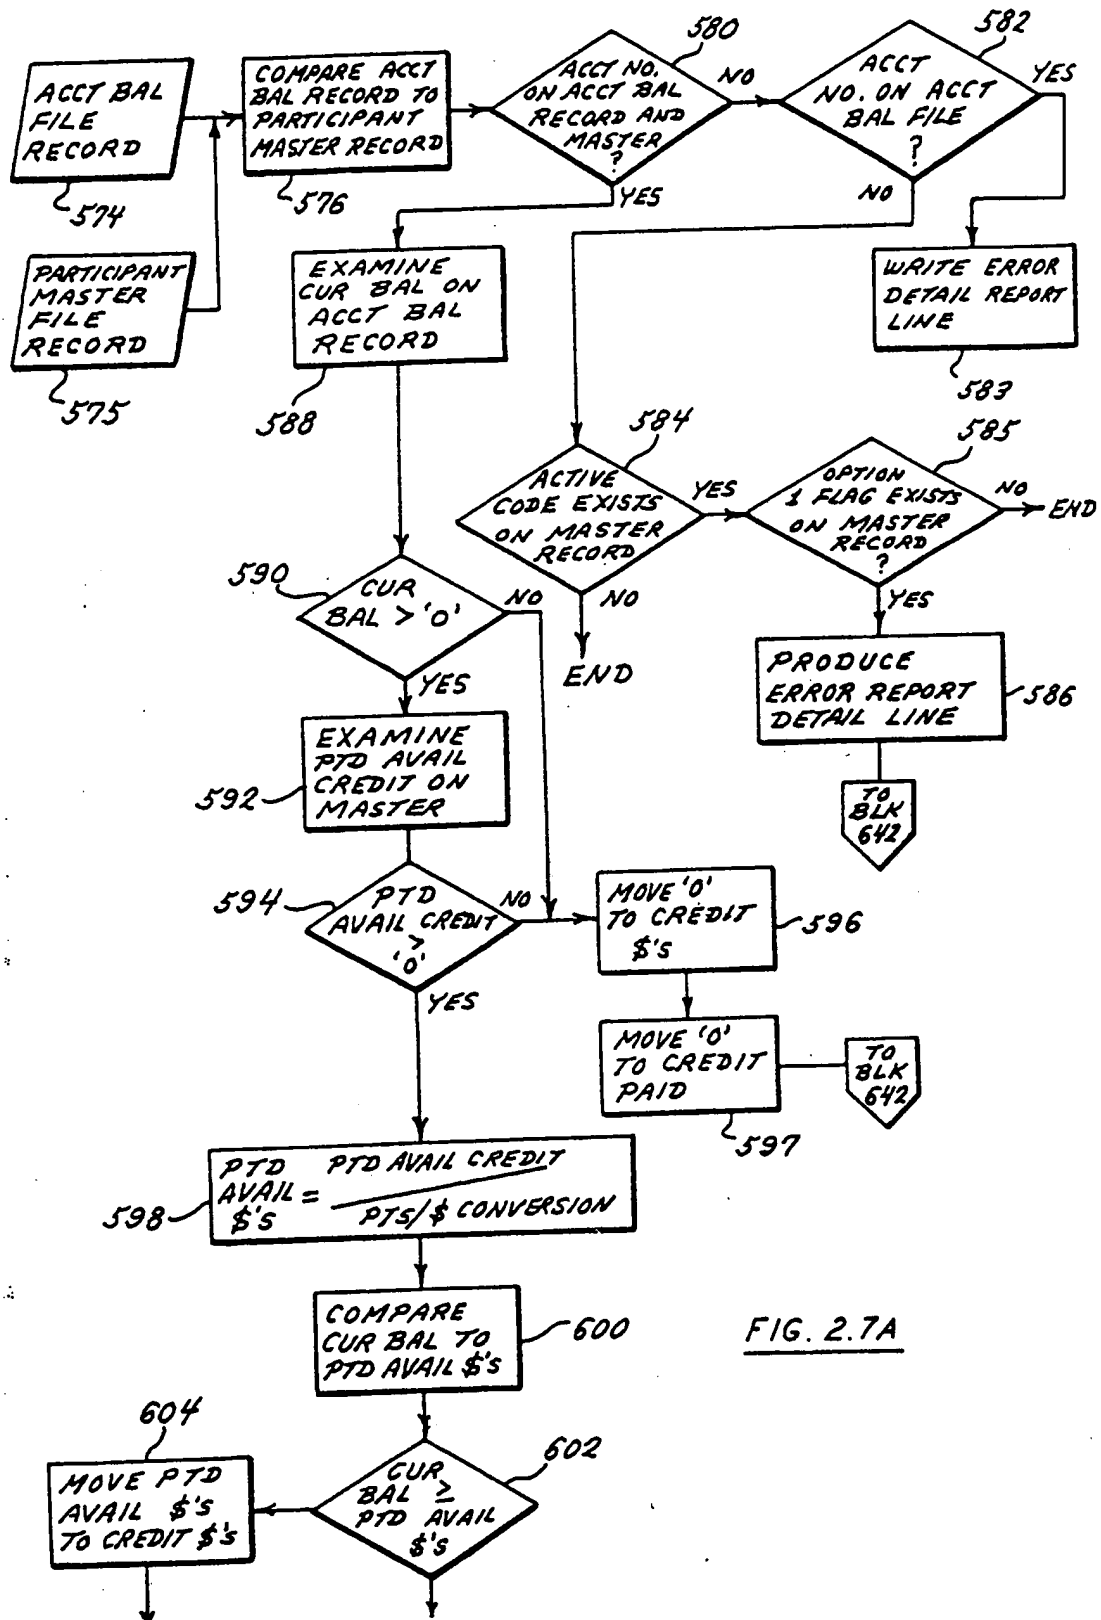 ACCT BAL
FILE
RECORD
574
PARTICIPANT
MASTER
FILE
RECORD
575
COMPARE ACCT
BAL RECORD TO
PARTICIPANT
MASTER RECORD
576
ACCT NO.
ON ACCT BAL
RECORD AND
MASTER
?
580
NO
YES
ACCT
NO. ON ACCT
BAL FILE
?
582
YES
NO
WRITE ERROR
DETAIL REPORT
LINE
583
EXAMINE
CUR BAL ON
ACCT BAL
RECORD
588
ACTIVE
CODE EXISTS
ON MASTER
RECORD
584
YES
NO
END
OPTION
1 FLAG EXISTS
ON MASTER
RECORD
?
585
NO
END
YES
PRODUCE
ERROR REPORT
DETAIL LINE
586
TO
BLK
642
CUR
BAL > '0'
590
NO
YES
EXAMINE
PTD AVAIL
CREDIT ON
MASTER
592
PTD
AVAIL CREDIT
>
'0'
594
NO
YES
MOVE '0'
TO CREDIT
$'s
596
MOVE '0'
TO CREDIT
PAID
597
TO
BLK
642
PTD AVAIL $'s = PTD AVAIL CREDIT / PTS/$ CONVERSION
598
COMPARE
CUR BAL TO
PTD AVAIL $'s
600
FIG. 2.7A
CUR
BAL ≥
PTD AVAIL
$'s
602
604
MOVE PTD
AVAIL $'s
TO CREDIT $'s